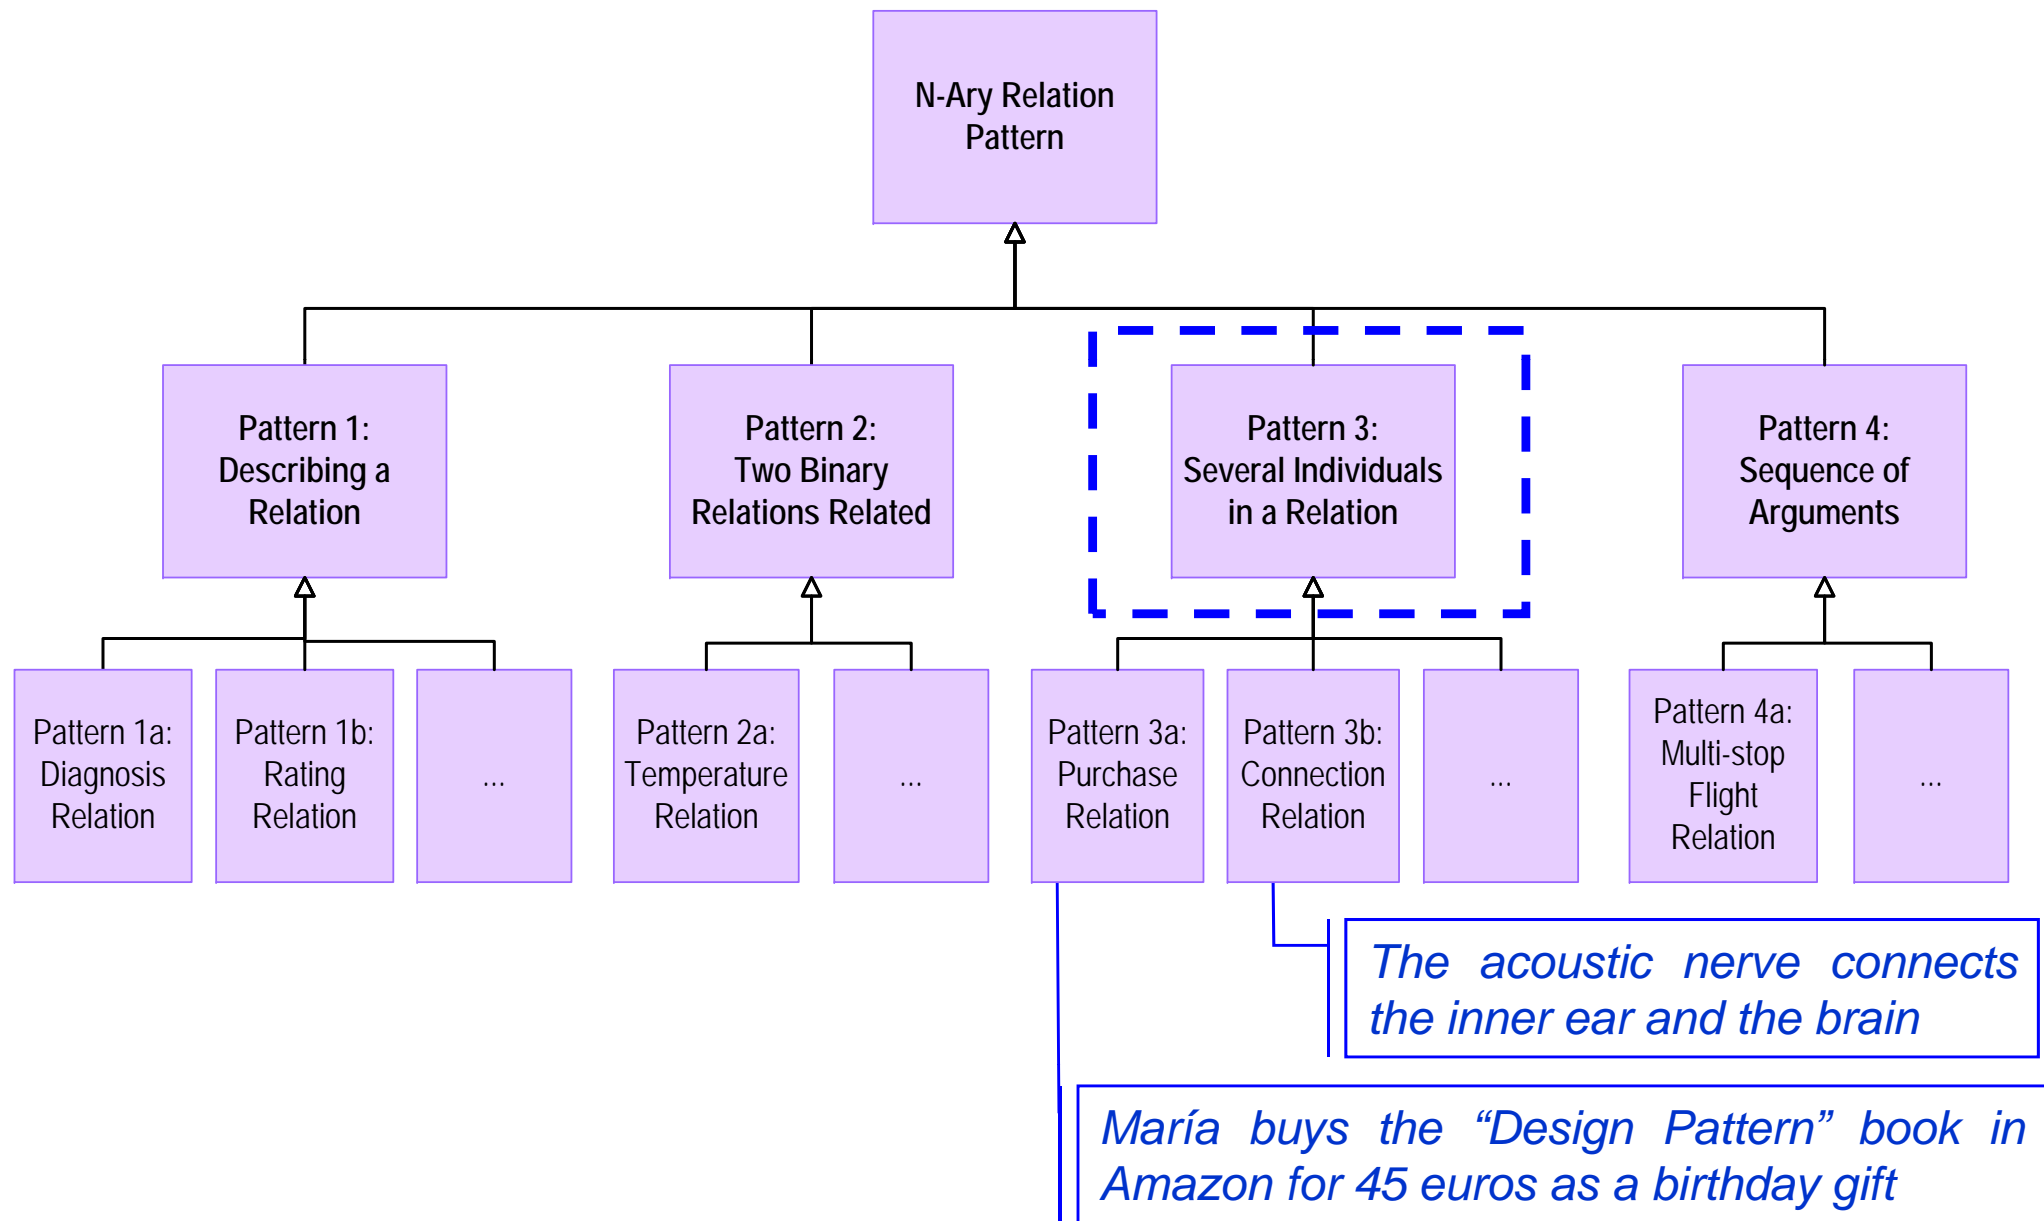 N-Ary Relation
Pattern
Pattern 1:
Describing a
Relation
Pattern 2:
Two Binary
Relations Related
Pattern 3:
Several Individuals
in a Relation
Pattern 4:
Sequence of
Arguments
Pattern 1a:
Diagnosis
Relation
Pattern 1b:
Rating
Relation
...
Pattern 2a:
Temperature
Relation
...
Pattern 3a:
Purchase
Relation
Pattern 3b:
Connection
Relation
...
Pattern 4a:
Multi-stop
Flight
Relation
...
The acoustic nerve connects
the inner ear and the brain
María buys the “Design Pattern” book in
Amazon for 45 euros as a birthday gift